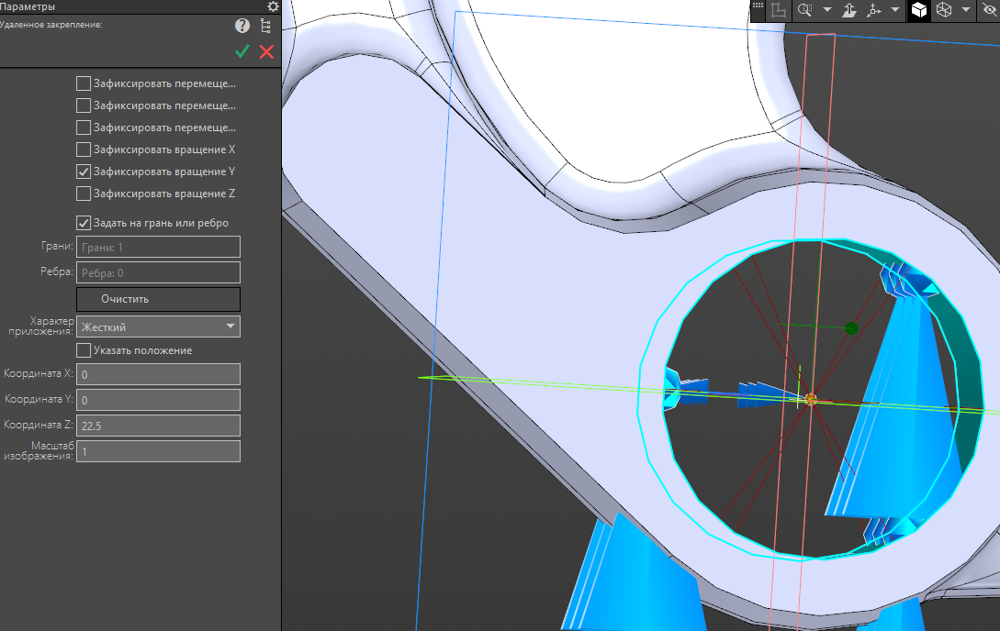 Параметры
Удаленное закрепление:
?
Зафиксировать перемеще...
Зафиксировать перемеще...
Зафиксировать перемеще...
Зафиксировать вращение X
Зафиксировать вращение Y
Зафиксировать вращение Z
Задать на грань или ребро
Грани: Грани: 1
Ребра: Ребра: 0
Очистить
Характер
приложения: Жесткий
Указать положение
Координата X: 0
Координата Y: 0
Координата Z: 22.5
Масштаб
изображения: 1